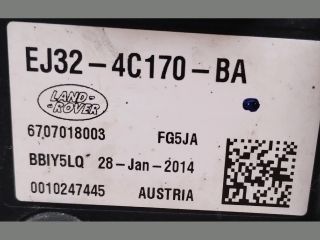 EJ32-4C170-BA
LAND-
ROVER
6707018003 FG5JA
BBIY5LQ 28-Jan-2014
0010247445 AUSTRIA